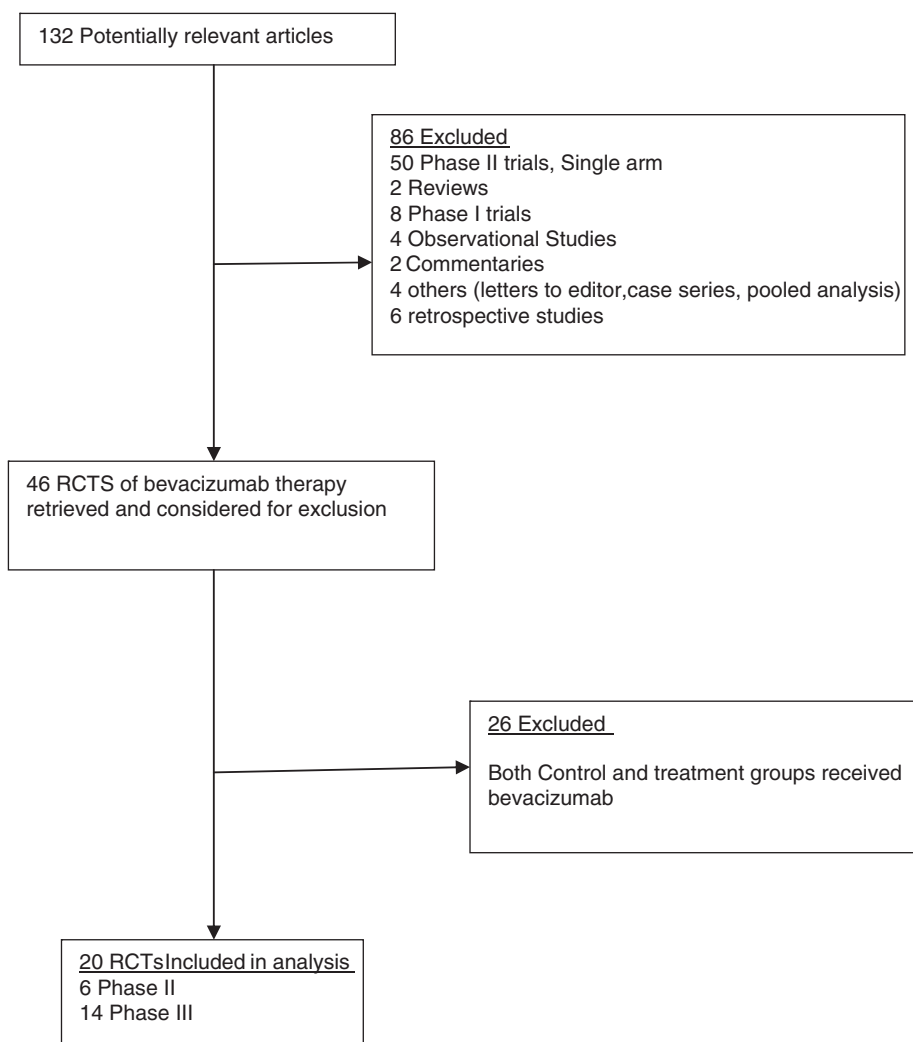 132 Potentially relevant articles
86 Excluded
50 Phase II trials, Single arm
2 Reviews
8 Phase I trials
4 Observational Studies
2 Commentaries
4 others (letters to editor,case series, pooled analysis)
6 retrospective studies
46 RCTS of bevacizumab therapy
retrieved and considered for exclusion
26 Excluded
Both Control and treatment groups received
bevacizumab
20 RCTsIncluded in analysis
6 Phase II
14 Phase III